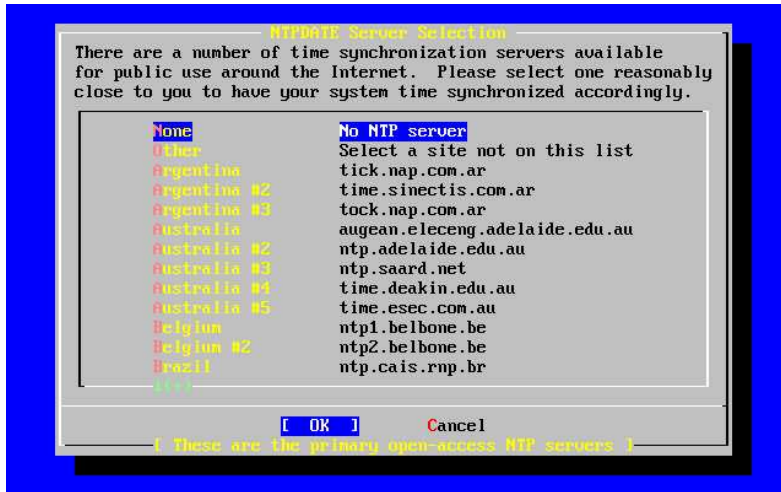 NTPDATE Server Selection
There are a number of time synchronization servers available
for public use around the Internet.  Please select one reasonably
close to you to have your system time synchronized accordingly.
None No NTP server
Other Select a site not on this list
Argentina tick.nap.com.ar
Argentina #2 time.sinectis.com.ar
Argentina #3 tock.nap.com.ar
Australia augean.eleceng.adelaide.edu.au
Australia #2 ntp.adelaide.edu.au
Australia #3 ntp.saard.net
Australia #4 time.deakin.edu.au
Australia #5 time.esec.com.au
Belgium ntp1.belbone.be
Belgium #2 ntp2.belbone.be
Brazil ntp.cais.rnp.br
↓(+)
[ OK ] Cancel
[ These are the primary open-access NTP servers ]